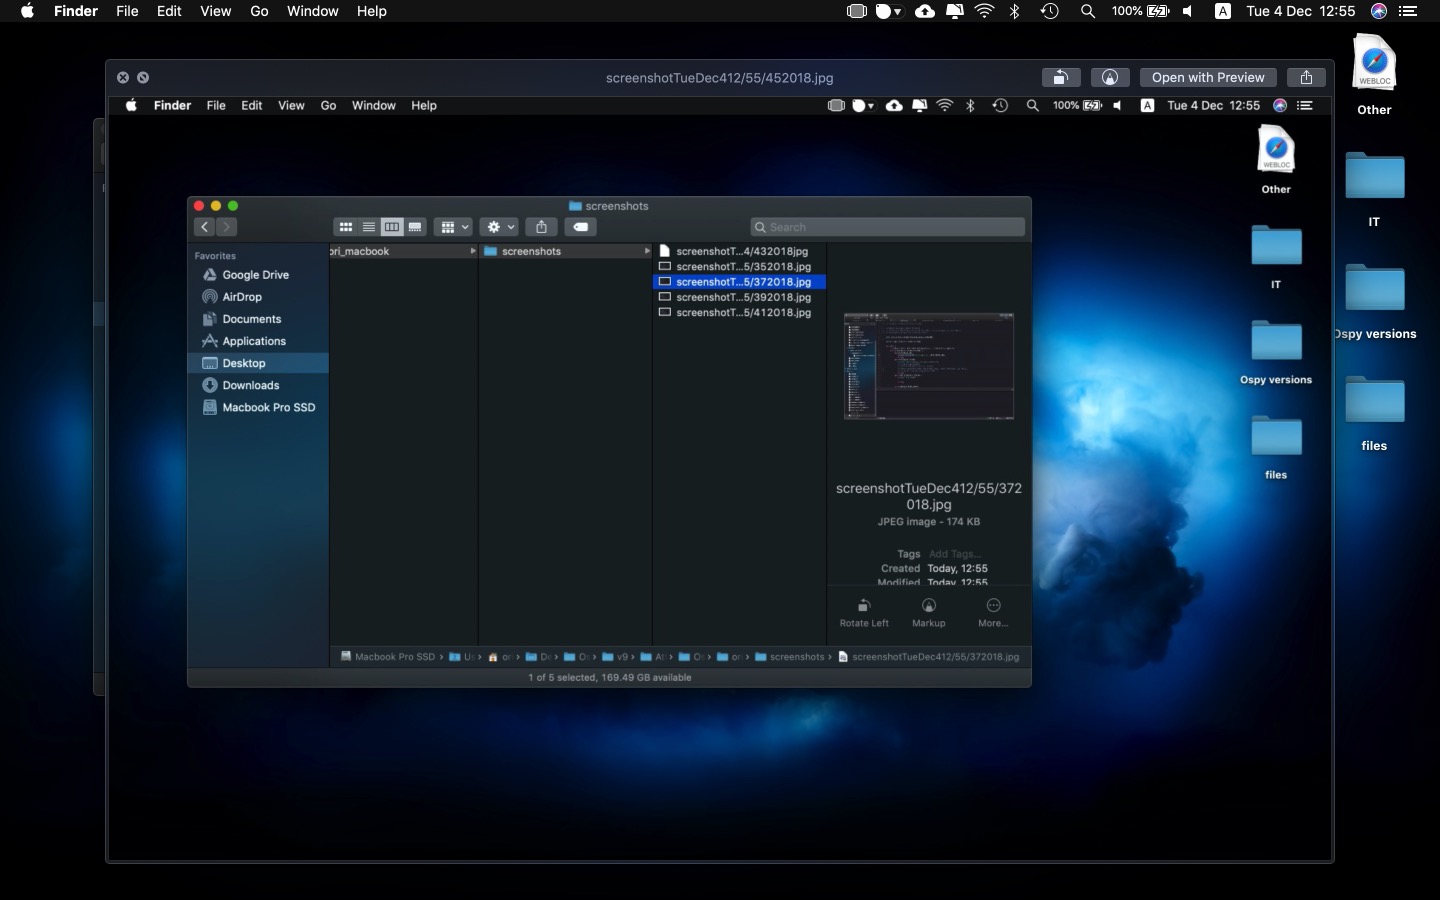 Finder File Edit View Go Window Help 100% A Tue 4 Dec 12:55
screenshotTueDec412/55/452018.jpg Open with Preview
Finder File Edit View Go Window Help 100% A Tue 4 Dec 12:55
WEBLOC
Other
IT
Ospy versions
files
WEBLOC
Other
IT
Ospy versions
files
screenshots
Search
Favorites
Google Drive
AirDrop
Documents
Applications
Desktop
Downloads
Macbook Pro SSD
ori_macbook
screenshots
screenshotT...4/432018jpg
screenshotT...5/352018.jpg
screenshotT...5/372018.jpg
screenshotT...5/392018.jpg
screenshotT...5/412018.jpg
screenshotTueDec412/55/372
018.jpg
JPEG image - 174 KB
Tags Add Tags...
Created Today, 12:55
Modified Today, 12:55
Rotate Left Markup More...
Macbook Pro SSD › Us › ori › De › Os › v9 › Att › Os › or › screenshots › screenshotTueDec412/55/372018.jpg
1 of 5 selected, 169.49 GB available